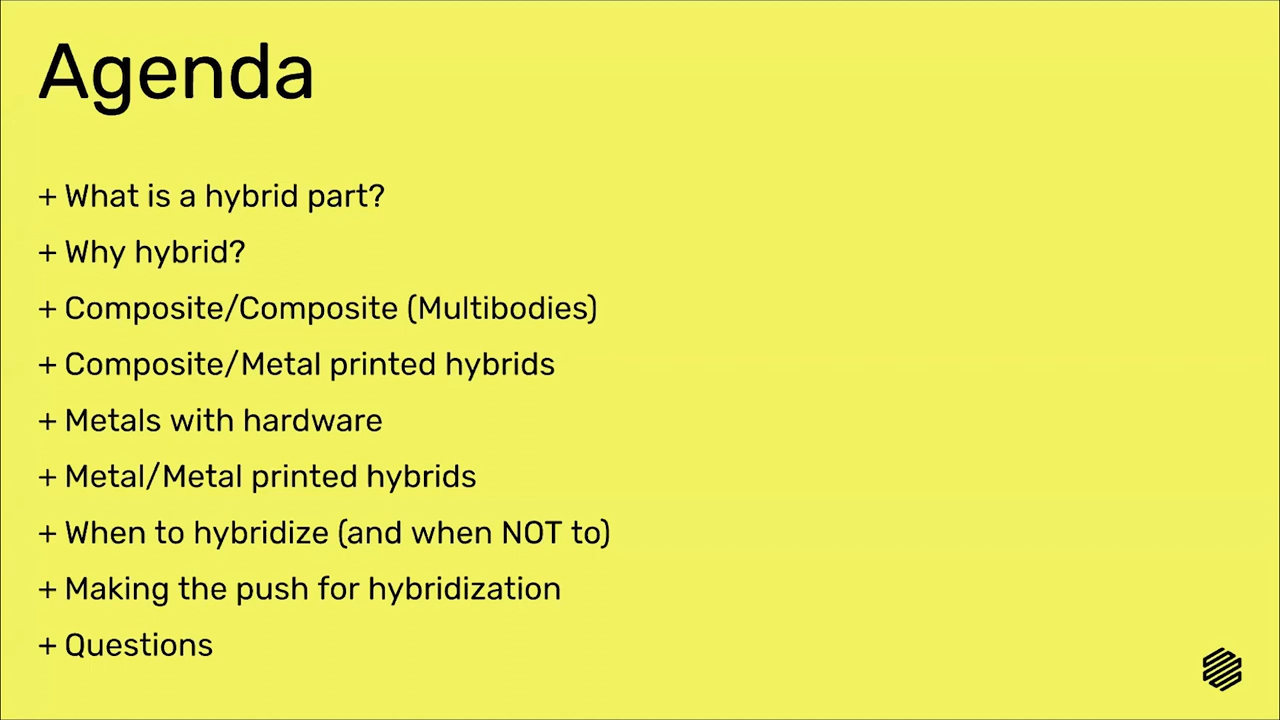 Agenda
+ What is a hybrid part?
+ Why hybrid?
+ Composite/Composite (Multibodies)
+ Composite/Metal printed hybrids
+ Metals with hardware
+ Metal/Metal printed hybrids
+ When to hybridize (and when NOT to)
+ Making the push for hybridization
+ Questions